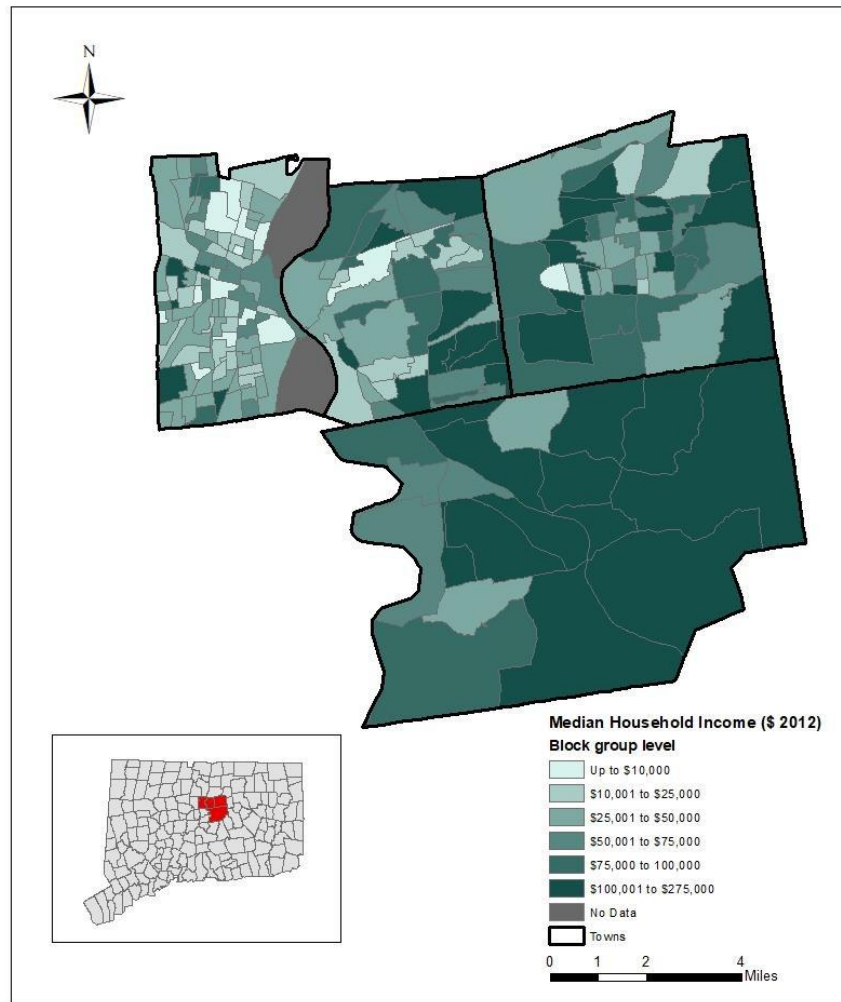 N
Median Household Income ($ 2012)
Block group level
Up to $10,000
$10,001 to $25,000
$25,001 to $50,000
$50,001 to $75,000
$75,000 to 100,000
$100,001 to $275,000
No Data
Towns
0 1 2 4
Miles